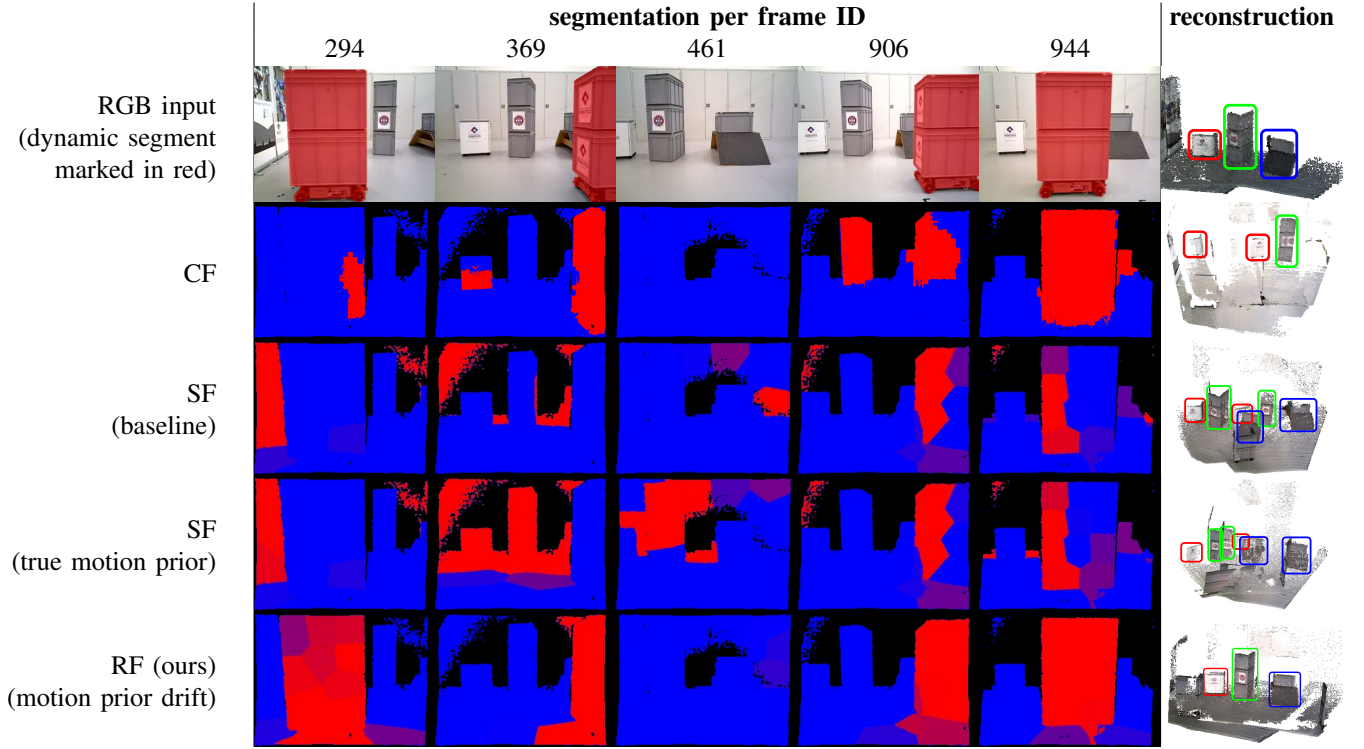 segmentation per frame ID
reconstruction
294 369 461 906 944
RGB input
(dynamic segment
marked in red)
CF
SF
(baseline)
SF
(true motion prior)
RF (ours)
(motion prior drift)